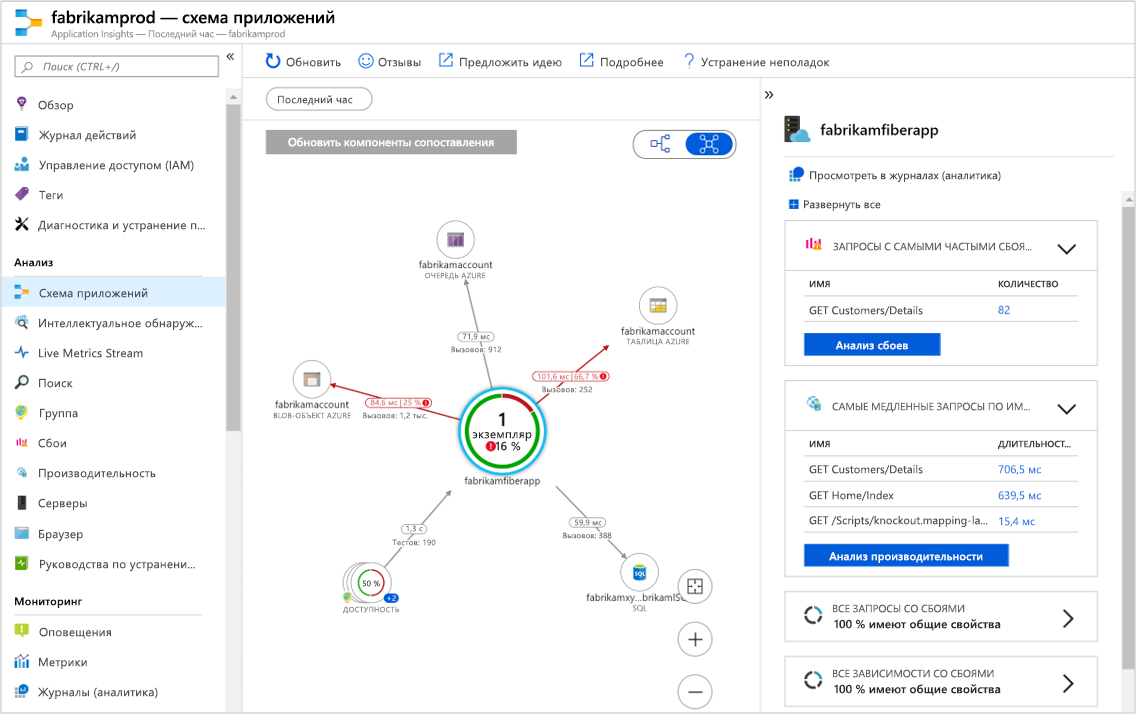 fabrikamprod — схема приложений
Application Insights — Последний час — fabrikamprod
Поиск (CTRL+/)
«
Обзор
Журнал действий
Управление доступом (IAM)
Теги
Диагностика и устранение п...
Анализ
Схема приложений
Интеллектуальное обнаруж...
Live Metrics Stream
Поиск
Группа
Сбои
Производительность
Серверы
Браузер
Руководства по устранени...
Мониторинг
Оповещения
Метрики
Журналы (аналитика)
Обновить
Отзывы
Предложить идею
Подробнее
? Устранение неполадок
Последний час
Обновить компоненты сопоставления
fabrikamaccount
ОЧЕРЕДЬ AZURE
71,9 мс
Вызовов: 912
fabrikamaccount
ТАБЛИЦА AZURE
101,6 мс | 66,7 %
Вызовов: 252
fabrikamaccount
BLOB-ОБЪЕКТ AZURE
84,6 мс | 25 %
Вызовов: 1,2 тыс.
1
экземпляр
16 %
fabrikamfiberapp
1,3 с
Тестов: 190
50 %
+2
ДОСТУПНОСТЬ
59,9 мс
Вызовов: 388
SQL
fabrikamxy...brikamISC
SQL
»
fabrikamfiberapp
Просмотреть в журналах (аналитика)
Развернуть все
ЗАПРОСЫ С САМЫМИ ЧАСТЫМИ СБОЯ...
ИМЯ КОЛИЧЕСТВО
GET Customers/Details 82
Анализ сбоев
САМЫЕ МЕДЛЕННЫЕ ЗАПРОСЫ ПО ИМ...
ИМЯ ДЛИТЕЛЬНОСТ...
GET Customers/Details 706,5 мс
GET Home/Index 639,5 мс
GET /Scripts/knockout.mapping-la... 15,4 мс
Анализ производительности
ВСЕ ЗАПРОСЫ СО СБОЯМИ
100 % имеют общие свойства
ВСЕ ЗАВИСИМОСТИ СО СБОЯМИ
100 % имеют общие свойства